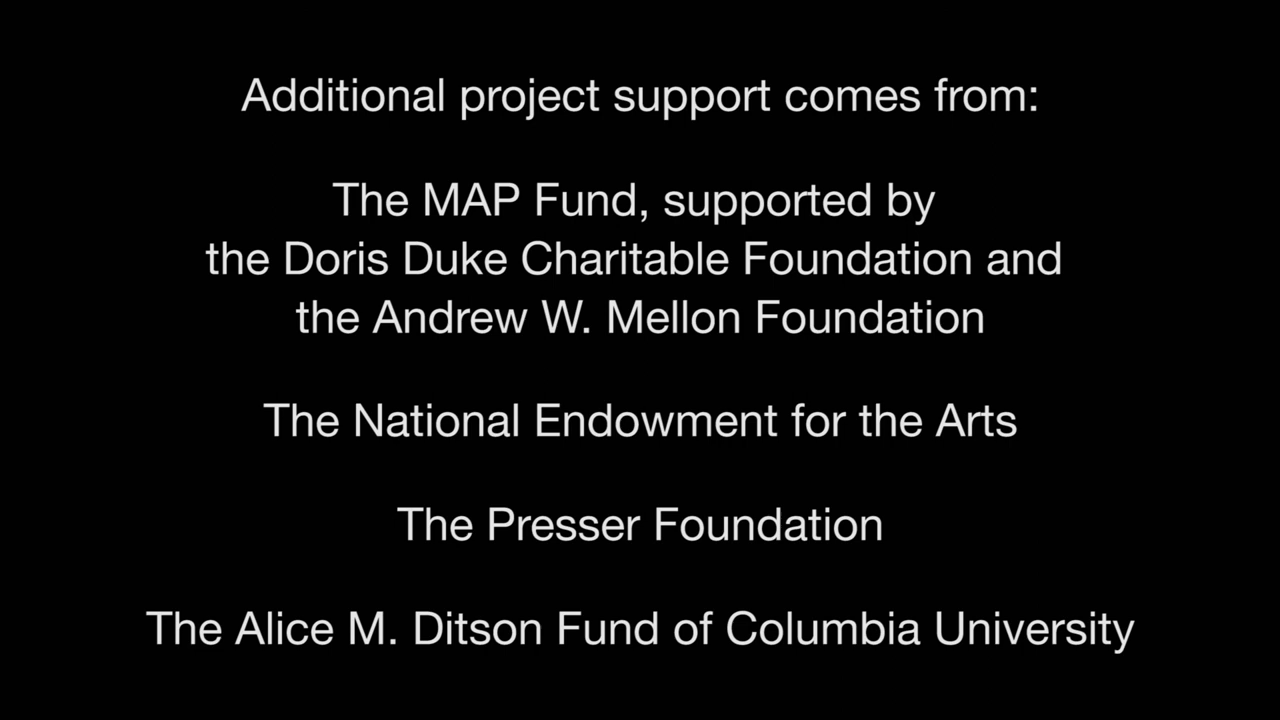 Additional project support comes from:
The MAP Fund, supported by
the Doris Duke Charitable Foundation and
the Andrew W. Mellon Foundation
The National Endowment for the Arts
The Presser Foundation
The Alice M. Ditson Fund of Columbia University